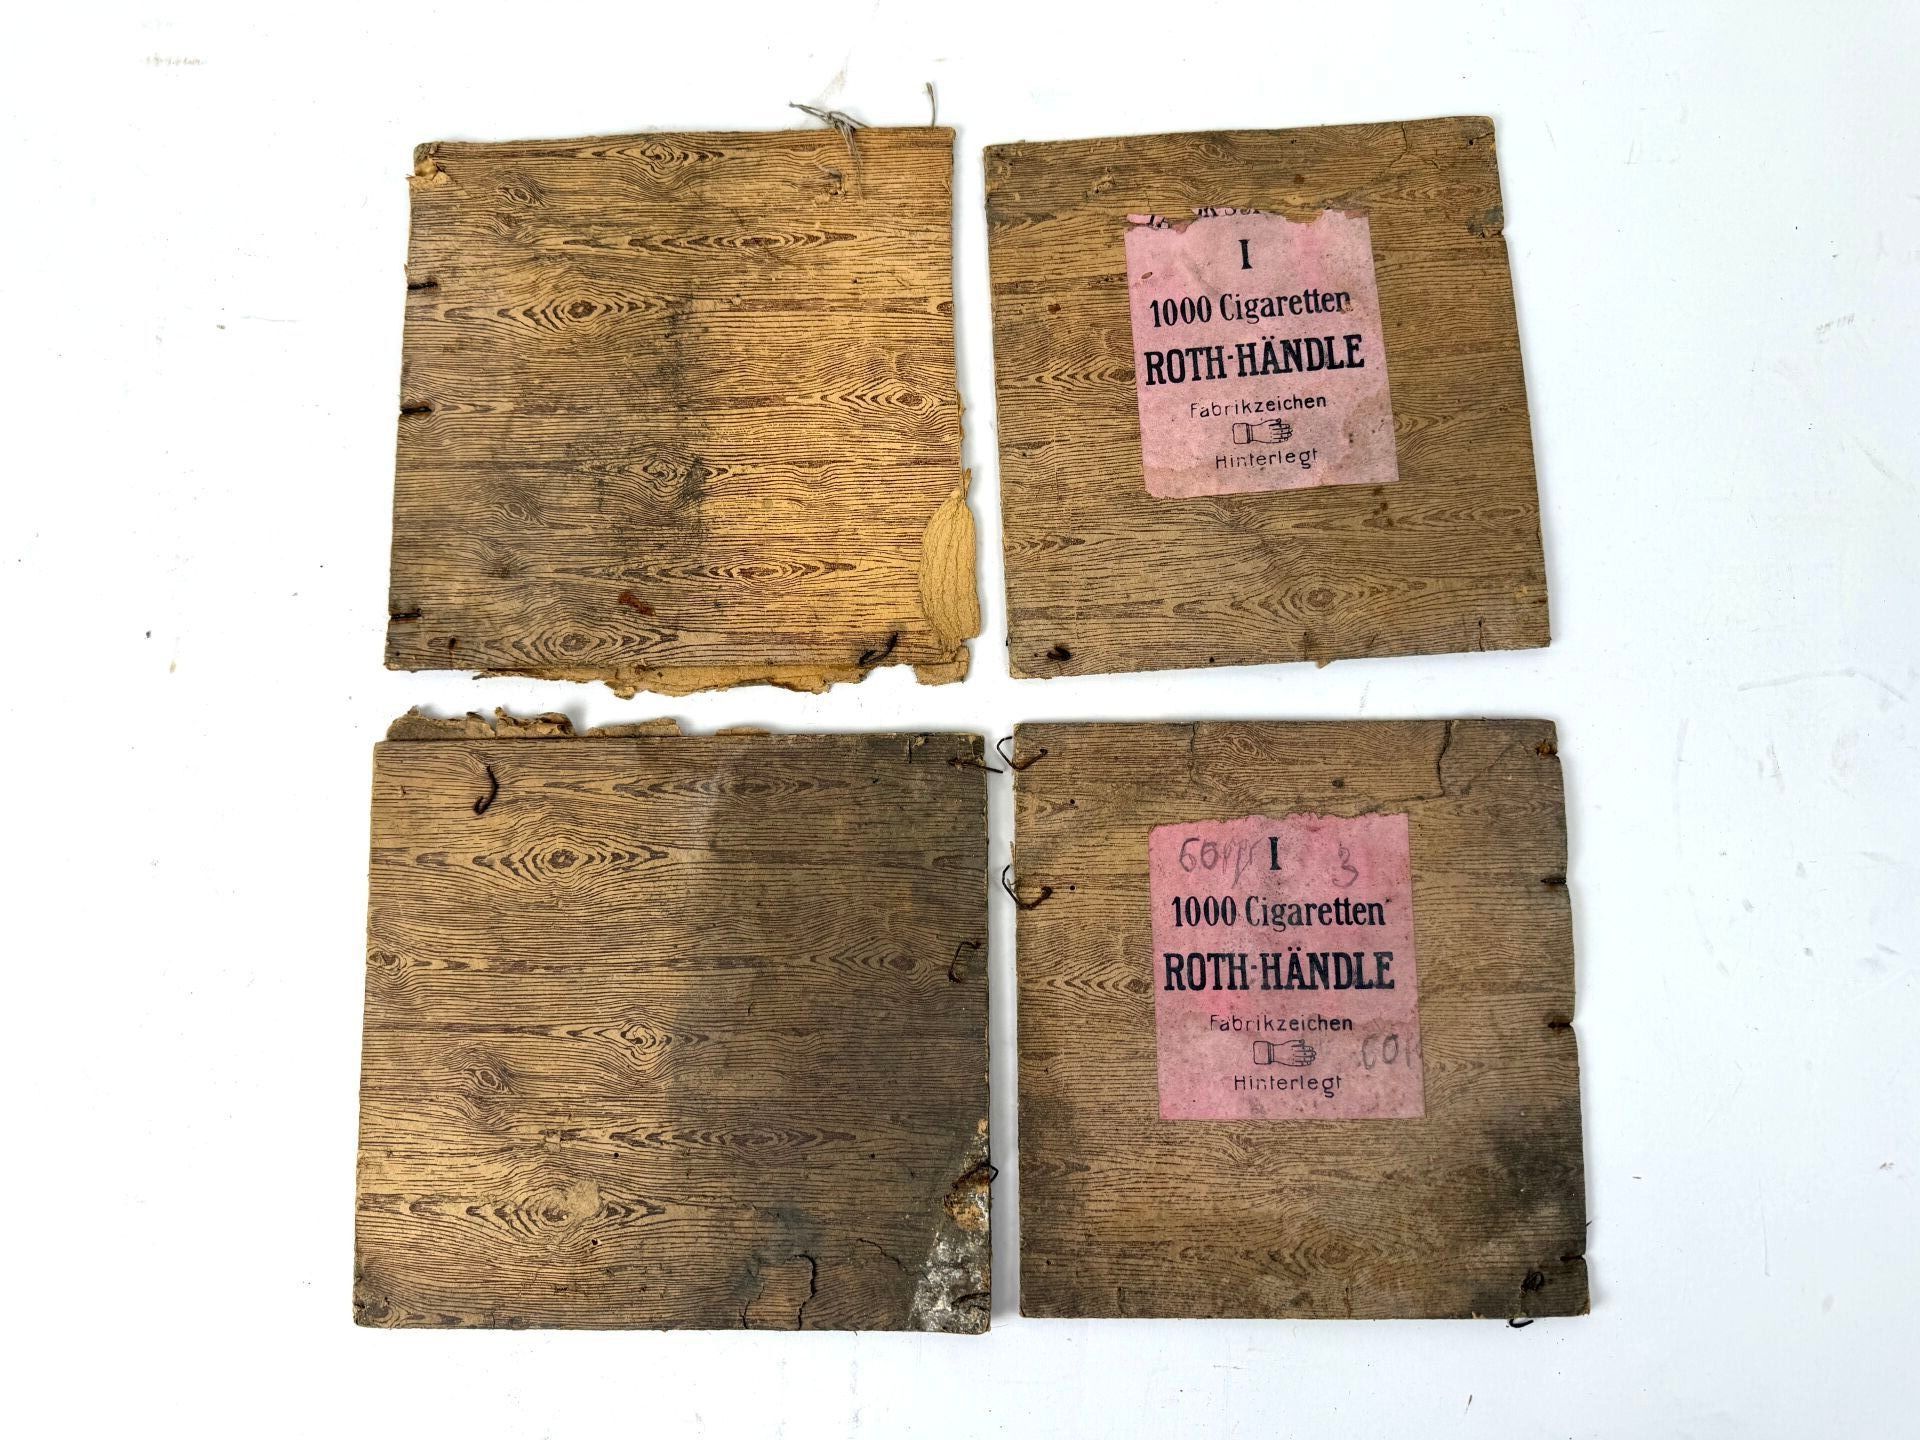 I
1000 Cigaretten
ROTH-HÄNDLE
Fabrikzeichen
Hinterlegt
I
3
1000 Cigaretten
ROTH-HÄNDLE
Fabrikzeichen
Hinterlegt